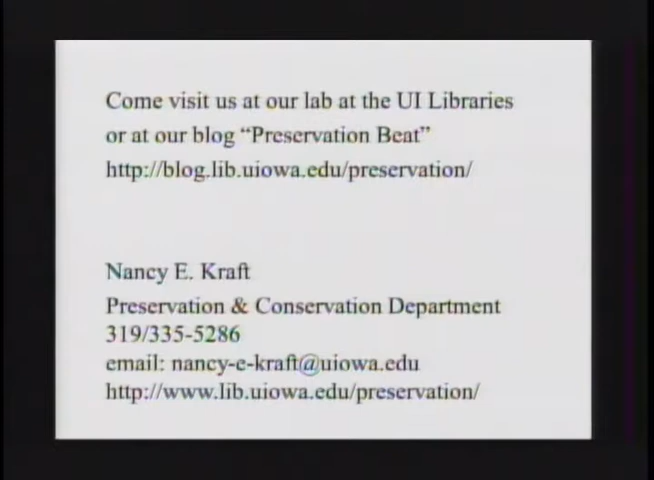 Come visit us at our lab at the UI Libraries
or at our blog “Preservation Beat”
http://blog.lib.uiowa.edu/preservation/
Nancy E. Kraft
Preservation & Conservation Department
319/335-5286
email: nancy-e-kraft@uiowa.edu
http://www.lib.uiowa.edu/preservation/